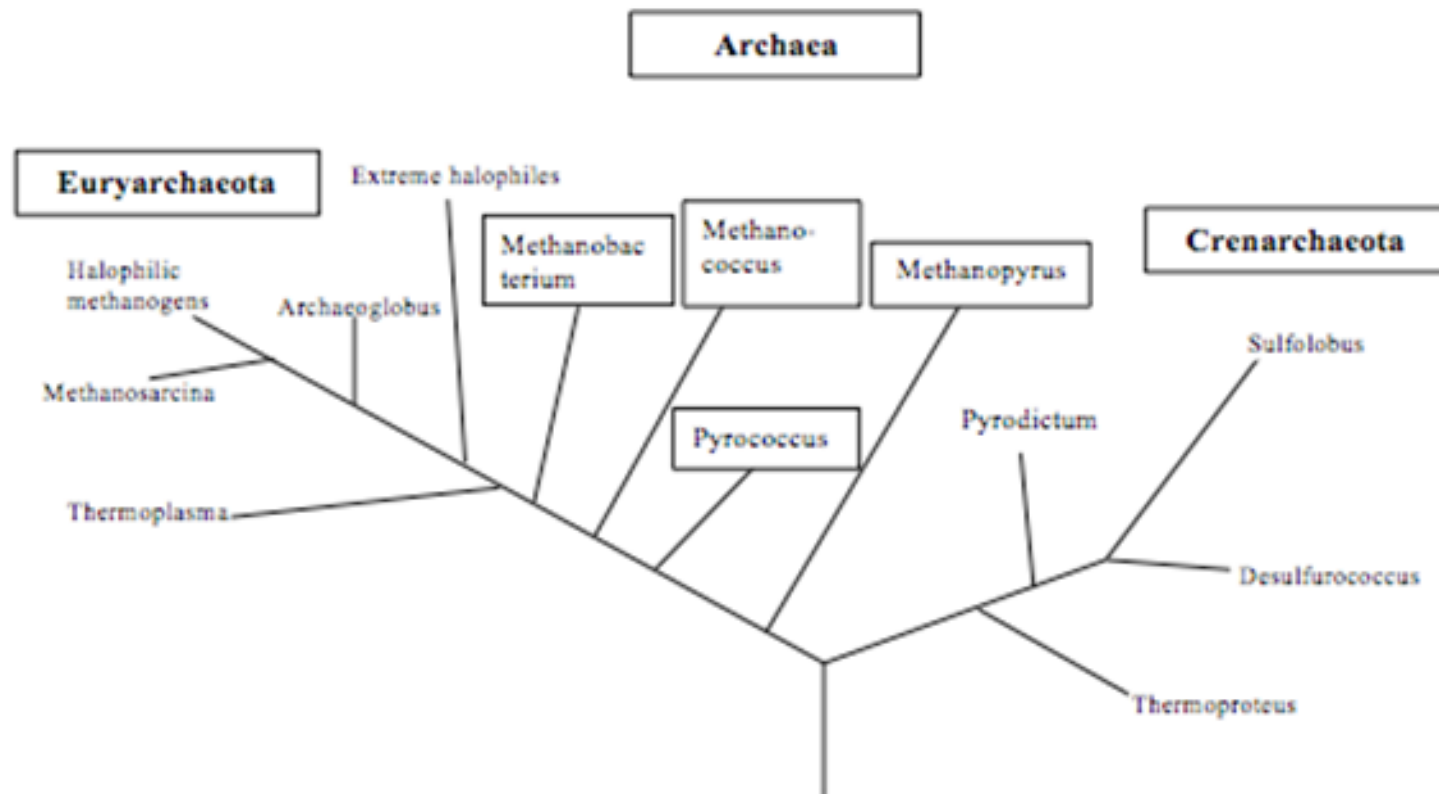 Archaea
Euryarchaeota
Extreme halophiles
Methanobac
terium
Methano-
coccus
Methanopyrus
Crenarchaeota
Halophilic
methanogens
Archaeoglobus
Methanosarcina
Sulfolobus
Pyrococcus
Pyrodictum
Thermoplasma
Desulfurococcus
Thermoproteus